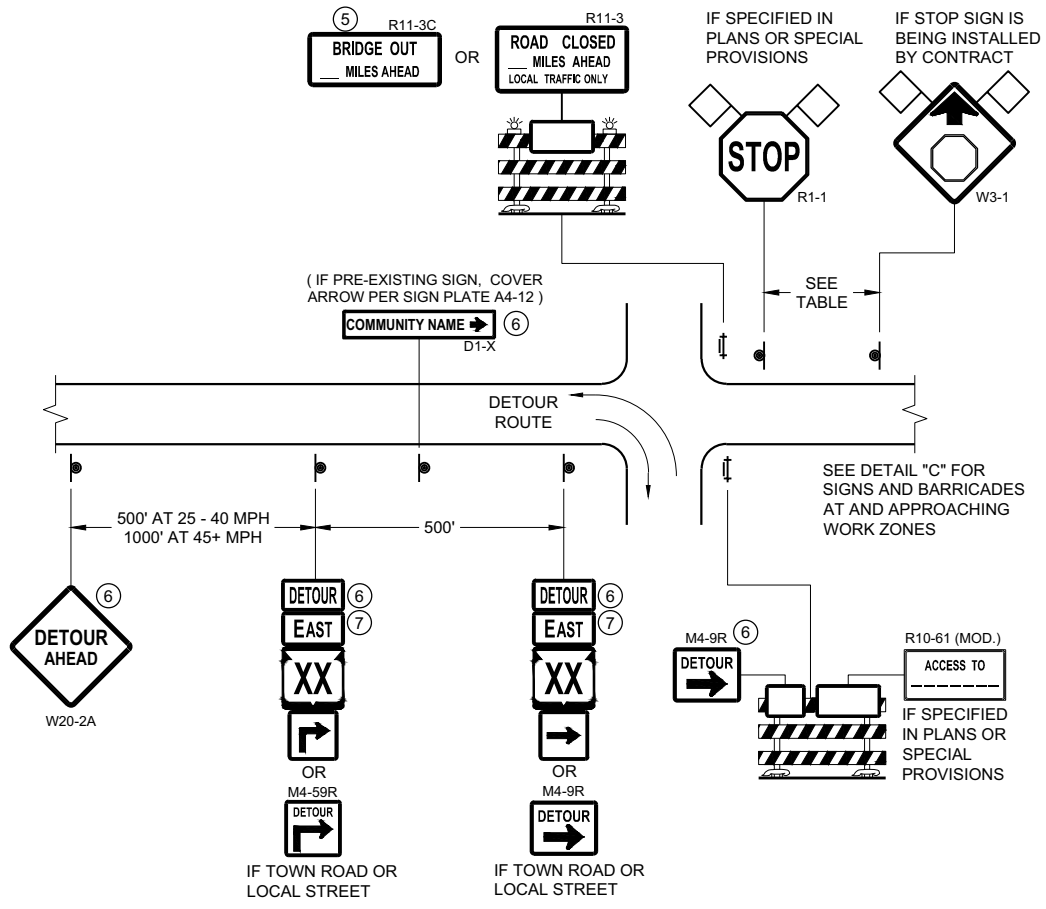 5
R11-3C
BRIDGE OUT
__ MILES AHEAD
OR
R11-3
ROAD CLOSED
__ MILES AHEAD
LOCAL TRAFFIC ONLY
IF SPECIFIED IN
PLANS OR SPECIAL
PROVISIONS
STOP
R1-1
IF STOP SIGN IS
BEING INSTALLED
BY CONTRACT
W3-1
SEE
TABLE
( IF PRE-EXISTING SIGN, COVER
ARROW PER SIGN PLATE A4-12 )
COMMUNITY NAME
6
D1-X
DETOUR
ROUTE
SEE DETAIL "C" FOR
SIGNS AND BARRICADES
AT AND APPROACHING
WORK ZONES
500' AT 25 - 40 MPH
1000' AT 45+ MPH
500'
6
DETOUR
AHEAD
W20-2A
DETOUR
6
EAST
7
XX
OR
M4-59R
DETOUR
IF TOWN ROAD OR
LOCAL STREET
DETOUR
6
EAST
7
XX
OR
M4-9R
DETOUR
IF TOWN ROAD OR
LOCAL STREET
M4-9R
6
DETOUR
R10-61 (MOD.)
ACCESS TO
_ _ _ _ _ _ _
IF SPECIFIED
IN PLANS OR
SPECIAL
PROVISIONS